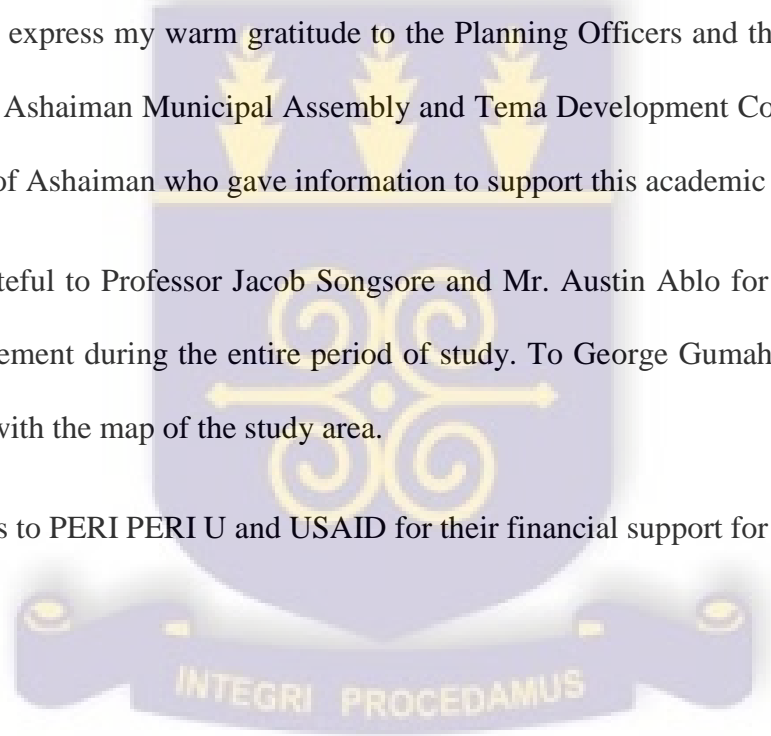 express my warm gratitude to the Planning Officers and th
Ashaiman Municipal Assembly and Tema Development Co
of Ashaiman who gave information to support this academic
teful to Professor Jacob Songsore and Mr. Austin Ablo for
ement during the entire period of study. To George Gumah
with the map of the study area.
s to PERI PERI U and USAID for their financial support for
INTEGRI PROCEDAMUS